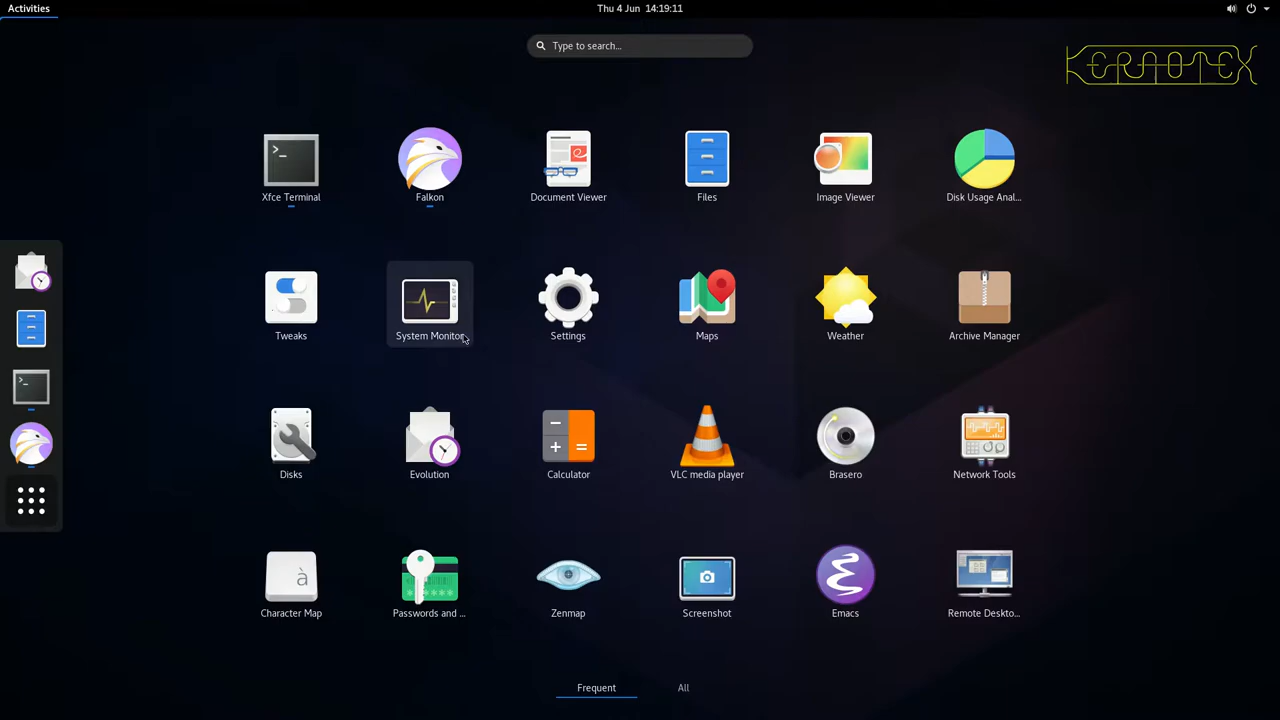 Activities
Thu 4 Jun 14:19:11
Type to search...
KERNOTEX
Xfce Terminal
Falkon
Document Viewer
Files
Image Viewer
Disk Usage Anal...
Tweaks
System Monitor
Settings
Maps
Weather
Archive Manager
Disks
Evolution
Calculator
VLC media player
Brasero
Network Tools
à
Character Map
Passwords and ...
Zenmap
Screenshot
Emacs
Remote Deskto...
Frequent
All